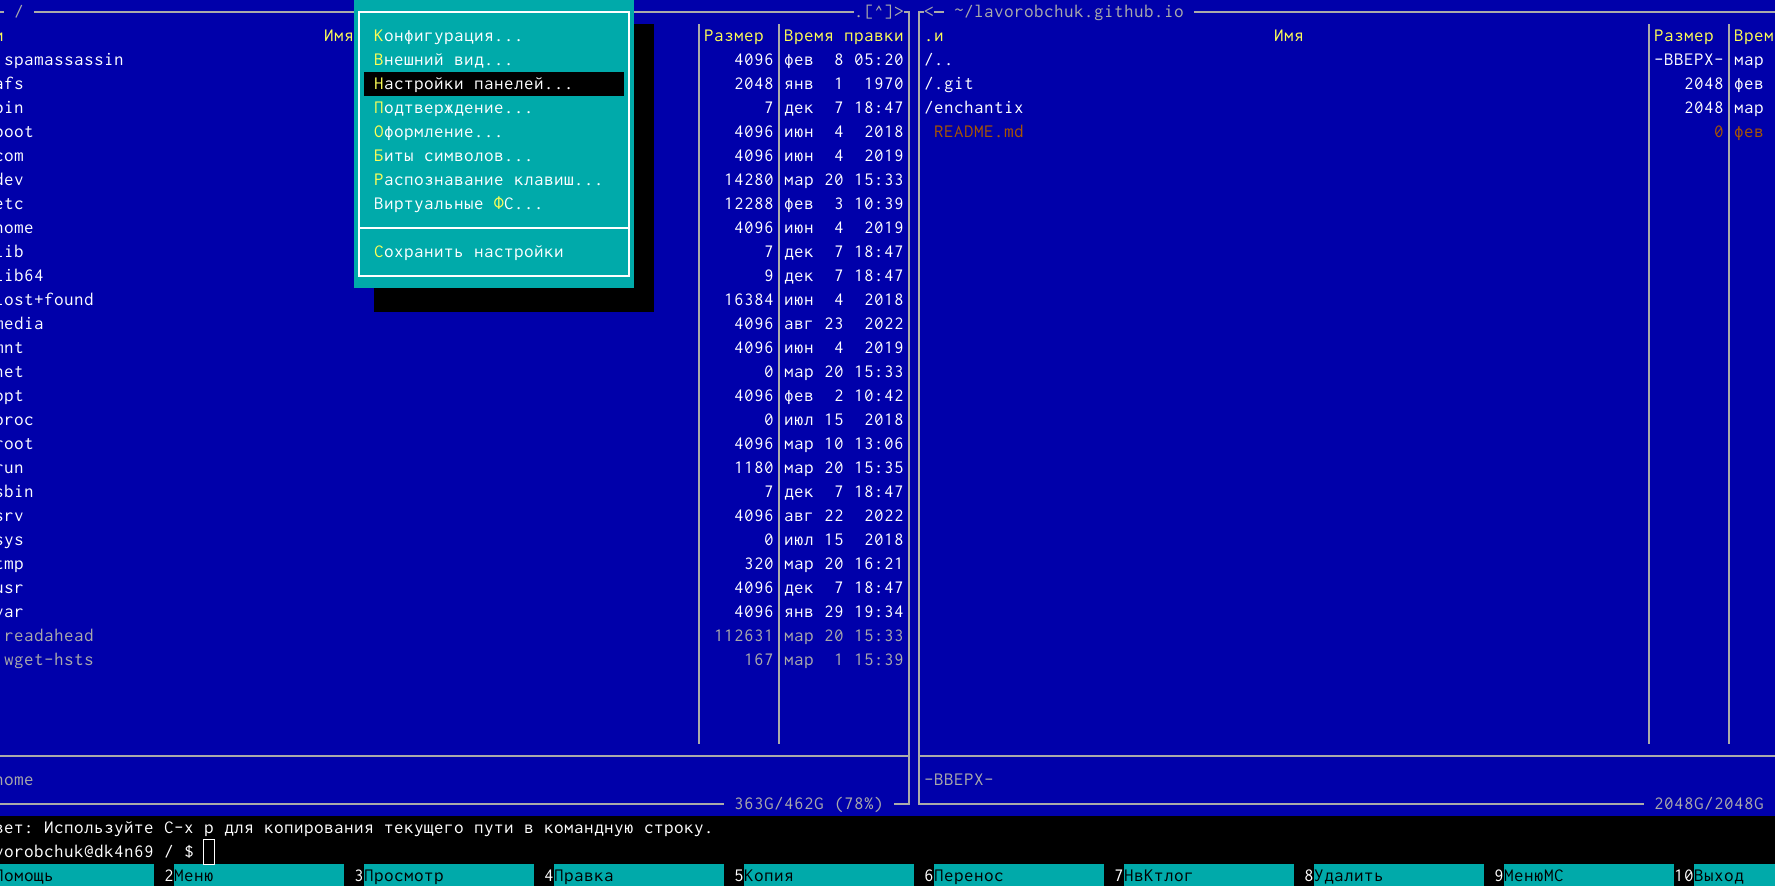 / .[^]> <— ~/lavorobchuk.github.io
и Имя Размер Время правки .и Имя Размер Врем
Конфигурация...
Внешний вид...
Настройки панелей...
Подтверждение...
Оформление...
Биты символов...
Распознавание клавиш...
Виртуальные ФС...
Сохранить настройки
spamassassin 4096 фев 8 05:20 /.. -ВВЕРХ- мар
afs 2048 янв 1 1970 /.git 2048 фев
bin 7 дек 7 18:47 /enchantix 2048 мар
boot 4096 июн 4 2018 README.md 0 фев
com 4096 июн 4 2019
dev 14280 мар 20 15:33
etc 12288 фев 3 10:39
home 4096 июн 4 2019
lib 7 дек 7 18:47
lib64 9 дек 7 18:47
lost+found 16384 июн 4 2018
media 4096 авг 23 2022
mnt 4096 июн 4 2019
net 0 мар 20 15:33
opt 4096 фев 2 10:42
proc 0 июл 15 2018
root 4096 мар 10 13:06
run 1180 мар 20 15:35
sbin 7 дек 7 18:47
srv 4096 авг 22 2022
sys 0 июл 15 2018
tmp 320 мар 20 16:21
usr 4096 дек 7 18:47
var 4096 янв 29 19:34
readahead 112631 мар 20 15:33
wget-hsts 167 мар 1 15:39
home -ВВЕРХ-
363G/462G (78%) 2048G/2048G
вет: Используйте C-x p для копирования текущего пути в командную строку.
vorobchuk@dk4n69 / $
Помощь 2Меню 3Просмотр 4Правка 5Копия 6Перенос 7НвКтлог 8Удалить 9МенюMC 10Выход